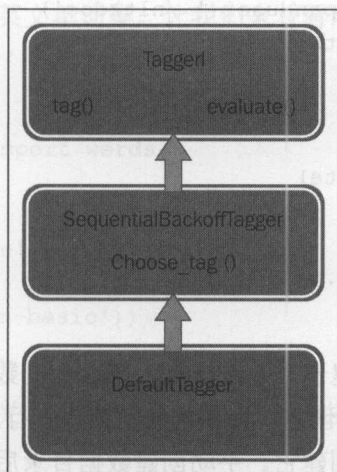 TaggerI
tag() evaluate )
SequentialBackoffTagger
Choose_tag ()
DefaultTagger